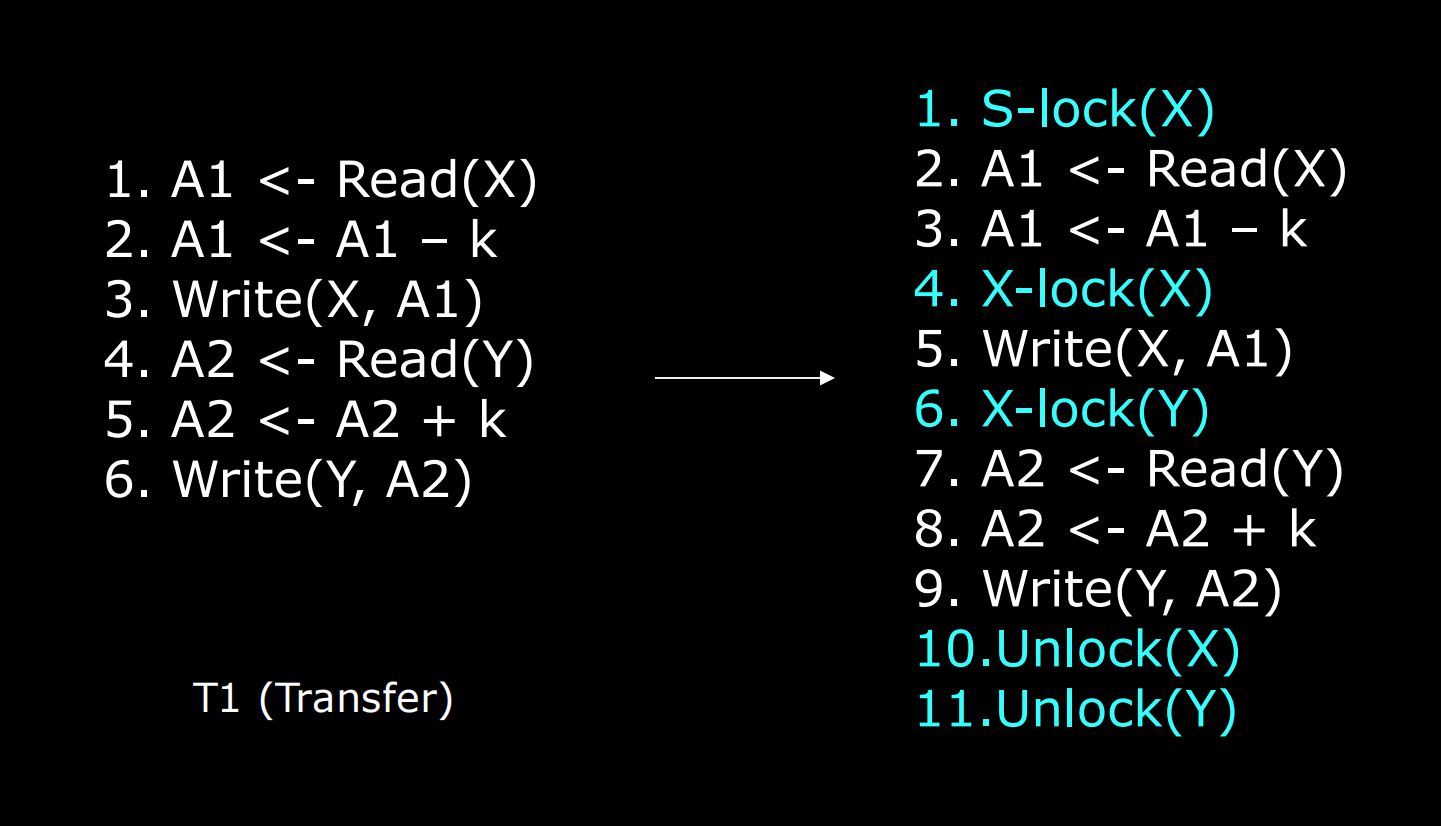 1. A1 <- Read(X)
2. A1 <- A1 – k
3. Write(X, A1)
4. A2 <- Read(Y)
5. A2 <- A2 + k
6. Write(Y, A2)
T1 (Transfer)
1. S-lock(X)
2. A1 <- Read(X)
3. A1 <- A1 – k
4. X-lock(X)
5. Write(X, A1)
6. X-lock(Y)
7. A2 <- Read(Y)
8. A2 <- A2 + k
9. Write(Y, A2)
10.Unlock(X)
11.Unlock(Y)